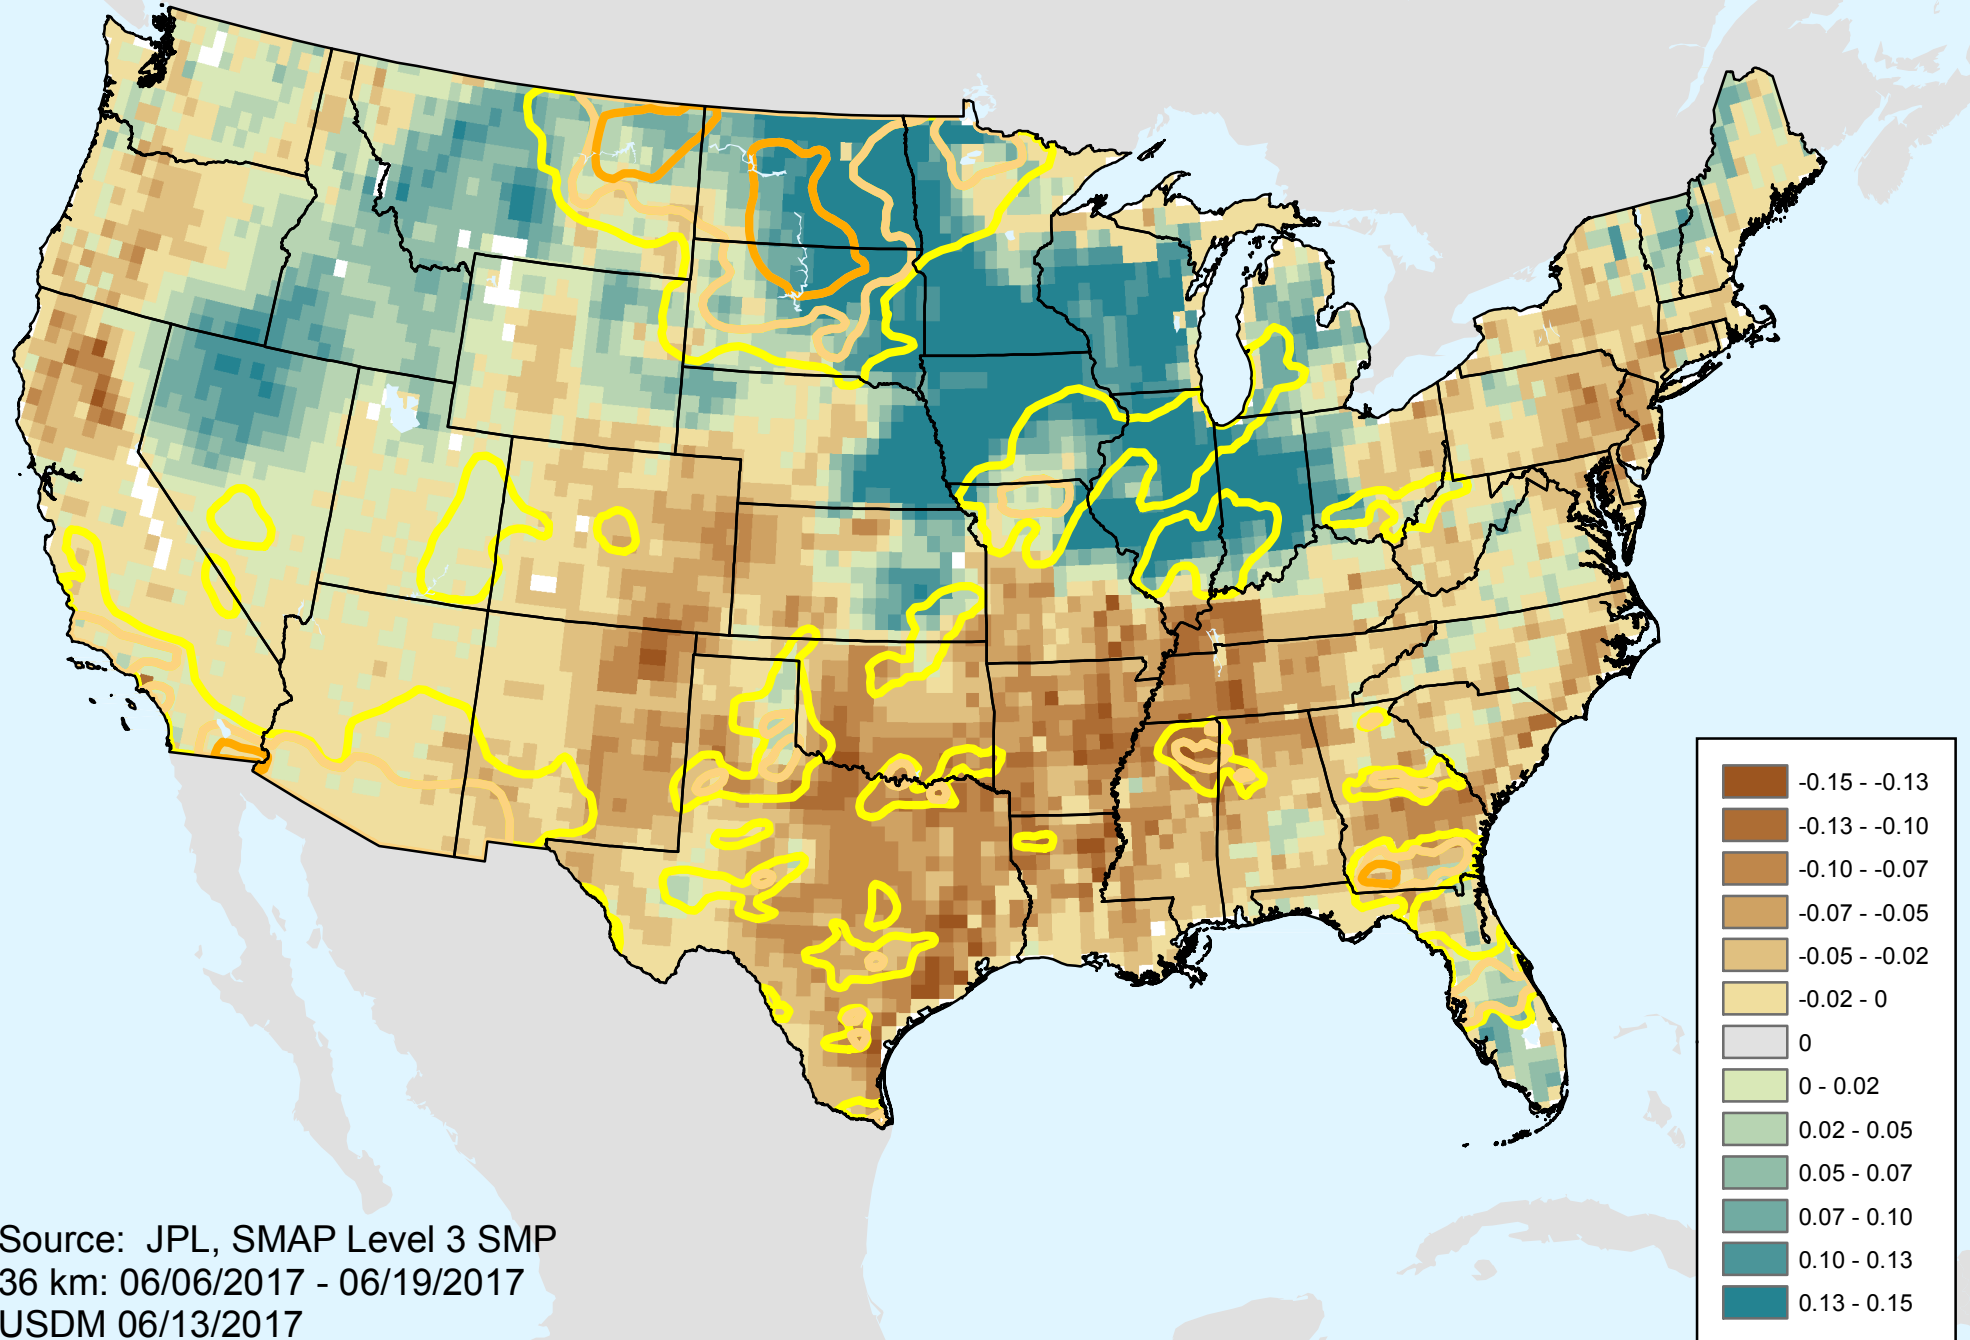 -0.15 - -0.13
-0.13 - -0.10
-0.10 - -0.07
-0.07 - -0.05
-0.05 - -0.02
-0.02 - 0
0
0 - 0.02
0.02 - 0.05
0.05 - 0.07
0.07 - 0.10
0.10 - 0.13
0.13 - 0.15
Source: JPL, SMAP Level 3 SMP
36 km: 06/06/2017 - 06/19/2017
USDM 06/13/2017